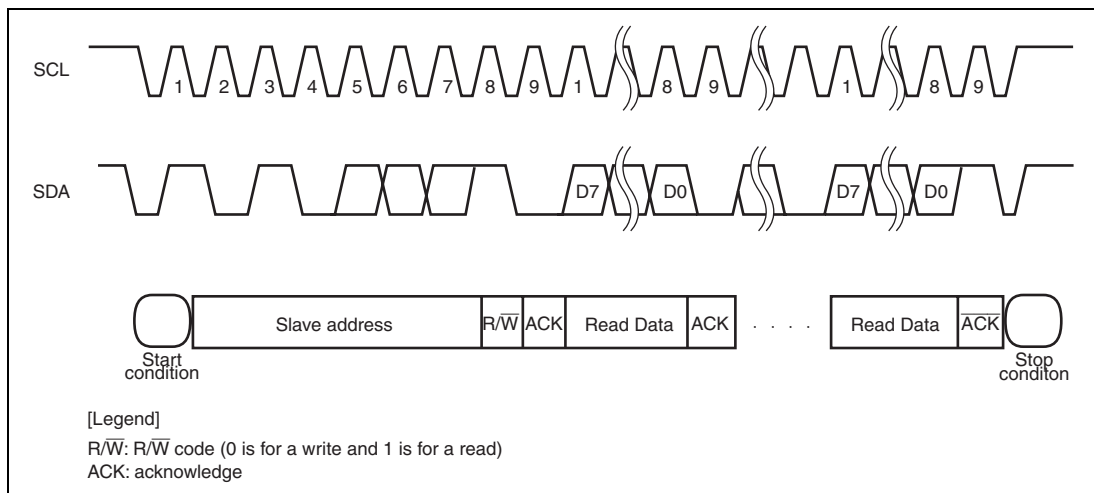 SCL
1 2 3 4 5 6 7 8 9 1 8 9 1 8 9
SDA
D7 D0 D7 D0
Slave address R/W̅ ACK Read Data ACK . . . . Read Data A̅C̅K̅
Start
condition
Stop
conditon
[Legend]
R/W̅: R/W̅ code (0 is for a write and 1 is for a read)
ACK: acknowledge